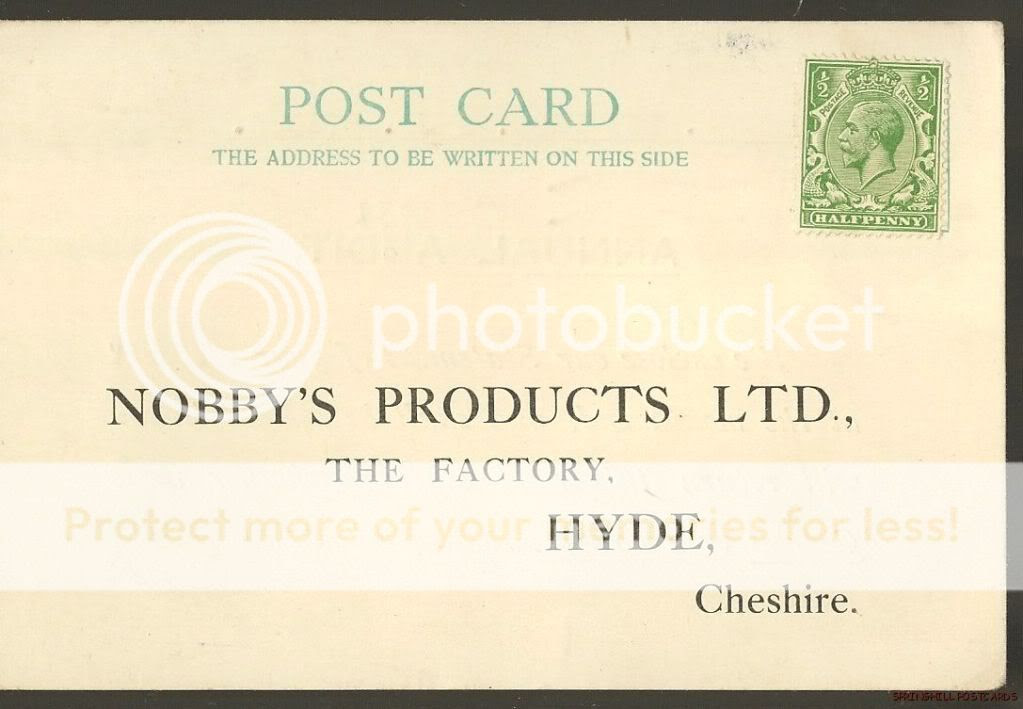 POST CARD
THE ADDRESS TO BE WRITTEN ON THIS SIDE
½ ½
POSTAGE REVENUE
HALFPENNY
photobucket
NOBBY'S PRODUCTS LTD.,
THE FACTORY,
Protect more of your memories for less!
HYDE,
Cheshire.
SPRINGHILL POSTCARDS